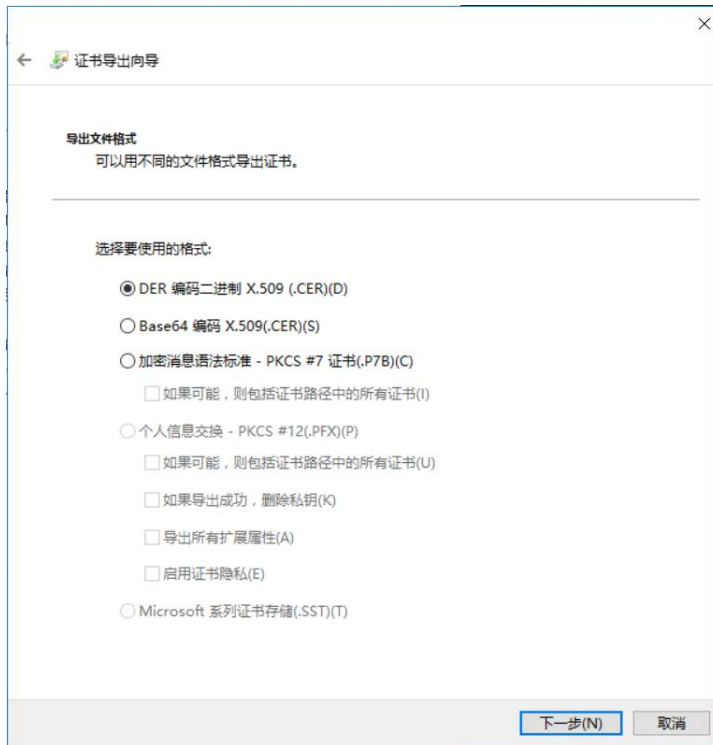 证书导出向导
导出文件格式
可以用不同的文件格式导出证书。
选择要使用的格式:
DER 编码二进制 X.509 (.CER)(D)
Base64 编码 X.509(.CER)(S)
加密消息语法标准 - PKCS #7 证书(.P7B)(C)
如果可能，则包括证书路径中的所有证书(I)
个人信息交换 - PKCS #12(.PFX)(P)
如果可能，则包括证书路径中的所有证书(U)
如果导出成功，删除私钥(K)
导出所有扩展属性(A)
启用证书隐私(E)
Microsoft 系列证书存储(.SST)(T)
下一步(N) 取消